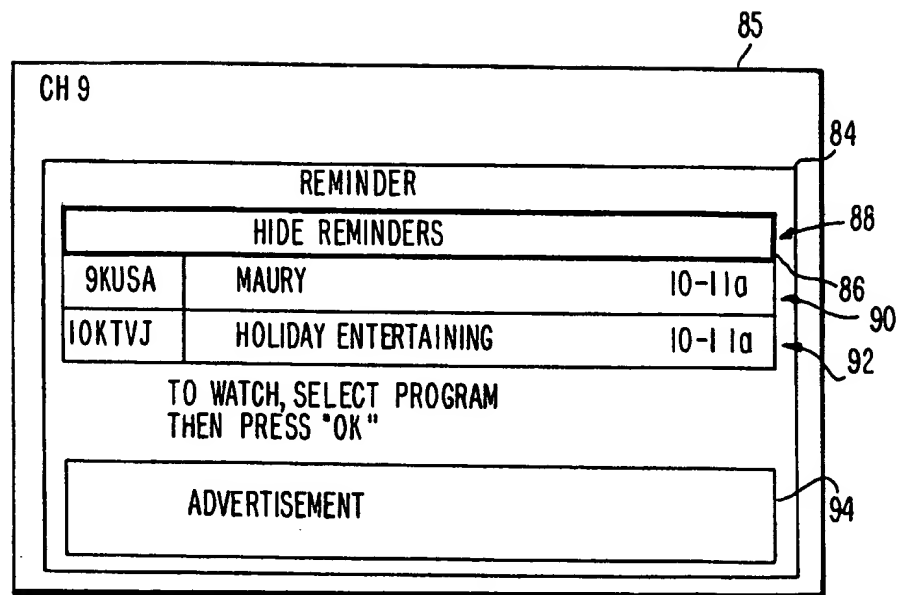 85
CH 9
84
REMINDER
HIDE REMINDERS
88
9KUSA MAURY 10-11a
86
90
10KTVJ HOLIDAY ENTERTAINING 10-11a
92
TO WATCH, SELECT PROGRAM
THEN PRESS "OK"
ADVERTISEMENT
94